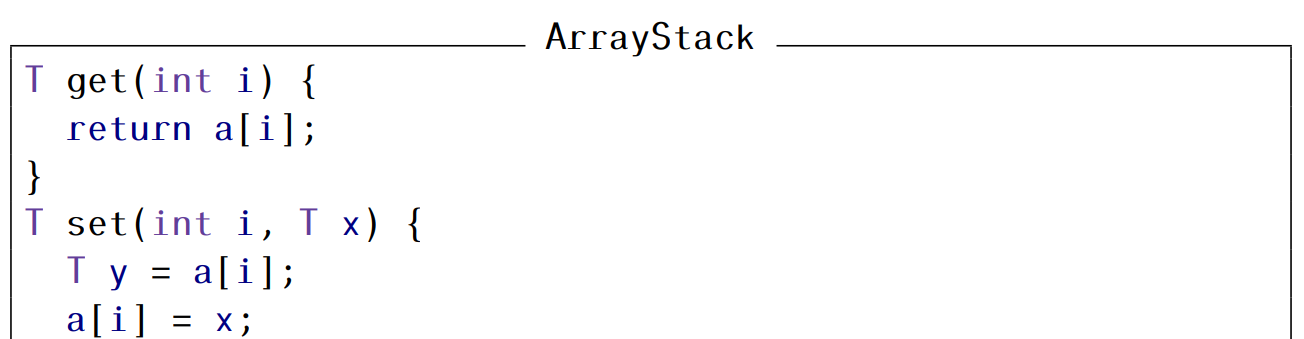 ArrayStack
T get(int i) {
  return a[i];
}
T set(int i, T x) {
  T y = a[i];
  a[i] = x;